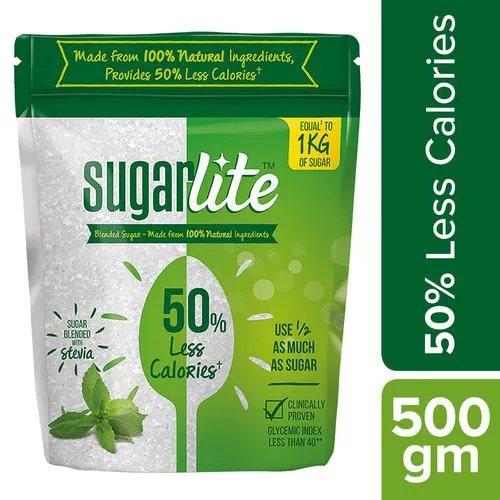 Made from 100% Natural Ingredients,
Provides 50% Less Calories†
EQUAL² TO
1KG
OF SUGAR
sugarlite™
Blended Sugar - Made from 100% Natural Ingredients
50%
Less
Calories†
SUGAR
BLENDED
WITH
stevia
USE 1/2
AS MUCH
AS SUGAR
CLINICALLY
PROVEN
GLYCEMIC INDEX
LESS THAN 40**
50% Less Calories
500
gm